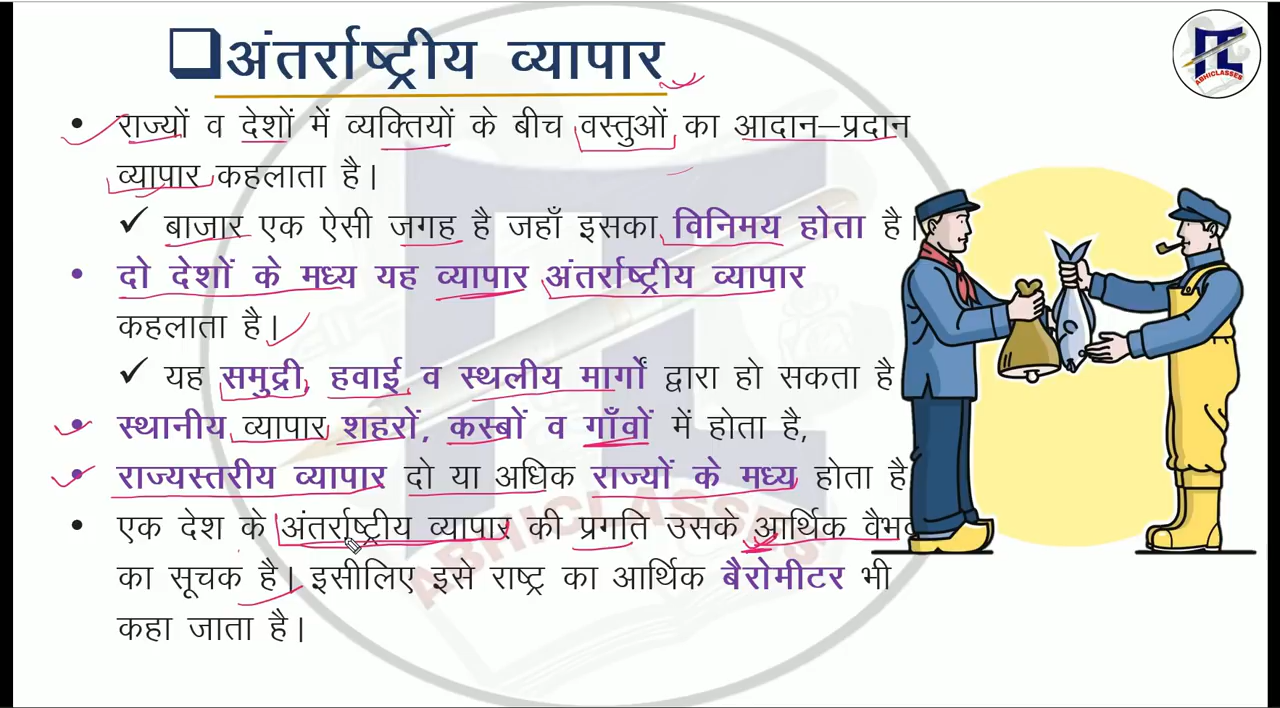 अंतर्राष्ट्रीय व्यापार
ABHICLASSES
• राज्यों व देशों में व्यक्तियों के बीच वस्तुओं का आदान–प्रदान
व्यापार कहलाता है।
✓ बाजार एक ऐसी जगह है जहाँ इसका विनिमय होता है।
• दो देशों के मध्य यह व्यापार अंतर्राष्ट्रीय व्यापार
कहलाता है।
✓ यह समुद्री, हवाई व स्थलीय मार्गों द्वारा हो सकता है
• स्थानीय व्यापार शहरों, कस्बों व गाँवों में होता है,
• राज्यस्तरीय व्यापार दो या अधिक राज्यों के मध्य होता है
• एक देश के अंतर्राष्ट्रीय व्यापार की प्रगति उसके आर्थिक वैभव
का सूचक है। इसीलिए इसे राष्ट्र का आर्थिक बैरोमीटर भी
कहा जाता है।
ABHICLASSES